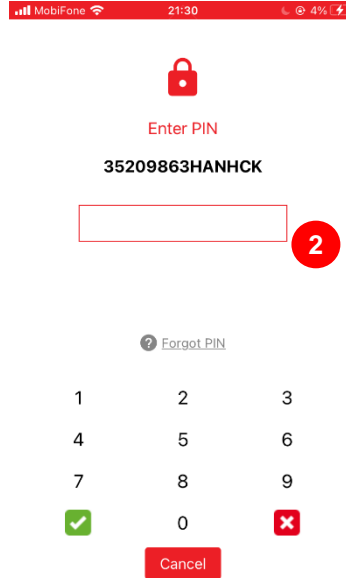 MobiFone 21:30 4%
Enter PIN
35209863HANHCK
2
Forgot PIN
1 2 3
4 5 6
7 8 9
0
Cancel